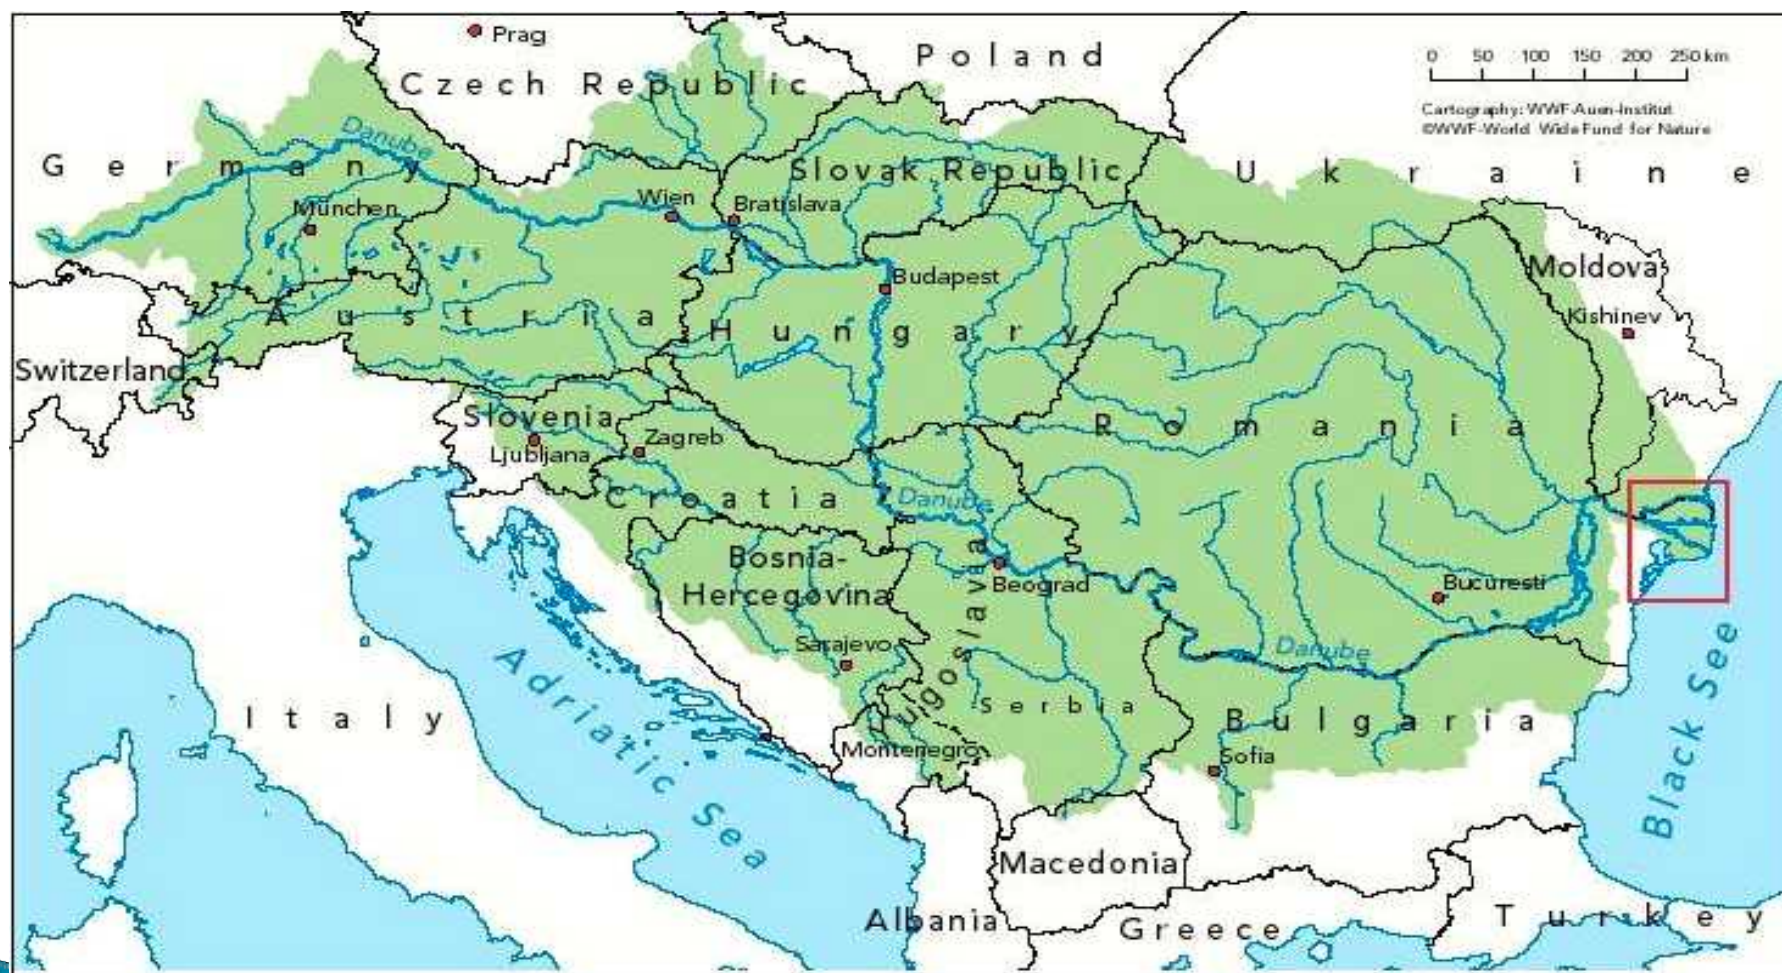 Prag
Poland
Czech Republic
0 50 100 150 200 250 km
Cartography: WWF-Auen-Institut
©WWF-World Wide Fund for Nature
Danube
Germany
Slovak Republic
Ukraine
München
Wien
Bratislava
Moldova
Budapest
Kishinev
Austria
Hungary
Switzerland
Slovenia
Zagreb
Ljubljana
Romania
Croatia
Danube
Bosnia-
Hercegovina
Beograd
Bucuresti
Sarajevo
Yugoslavia
Danube
Adriatic Sea
Serbia
Italy
Bulgaria
Black See
Montenegro
Sofia
Macedonia
Albania
Greece
Turkey